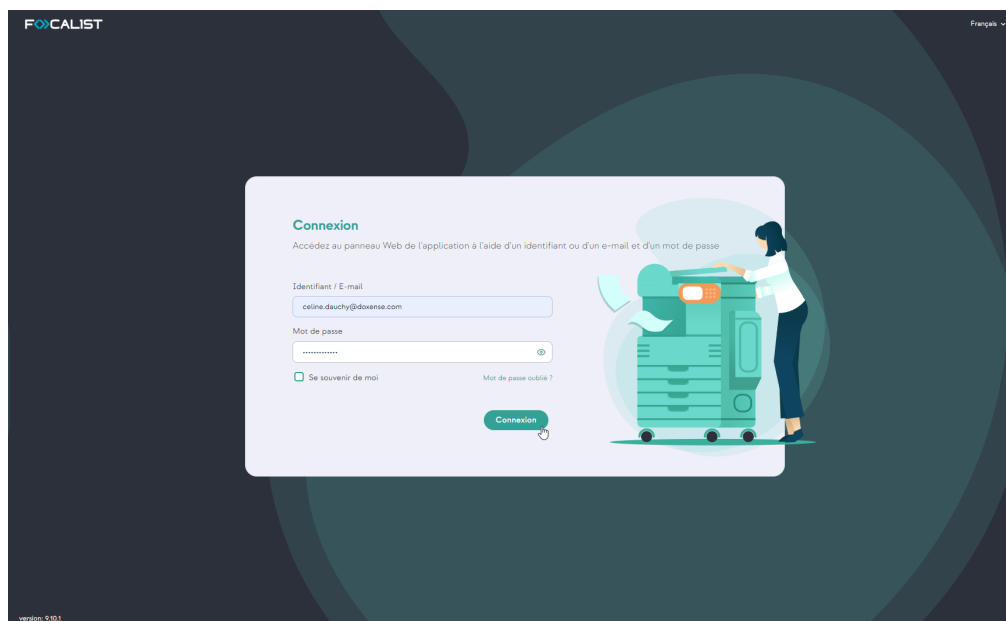 FOCALIST
Français
Connexion
Accédez au panneau Web de l'application à l'aide d'un identifiant ou d'un e-mail et d'un mot de passe
Identifiant / E-mail
celine.dauchy@doxense.com
Mot de passe
•••••••••••••
Se souvenir de moi
Mot de passe oublié ?
Connexion
version: 9.10.1